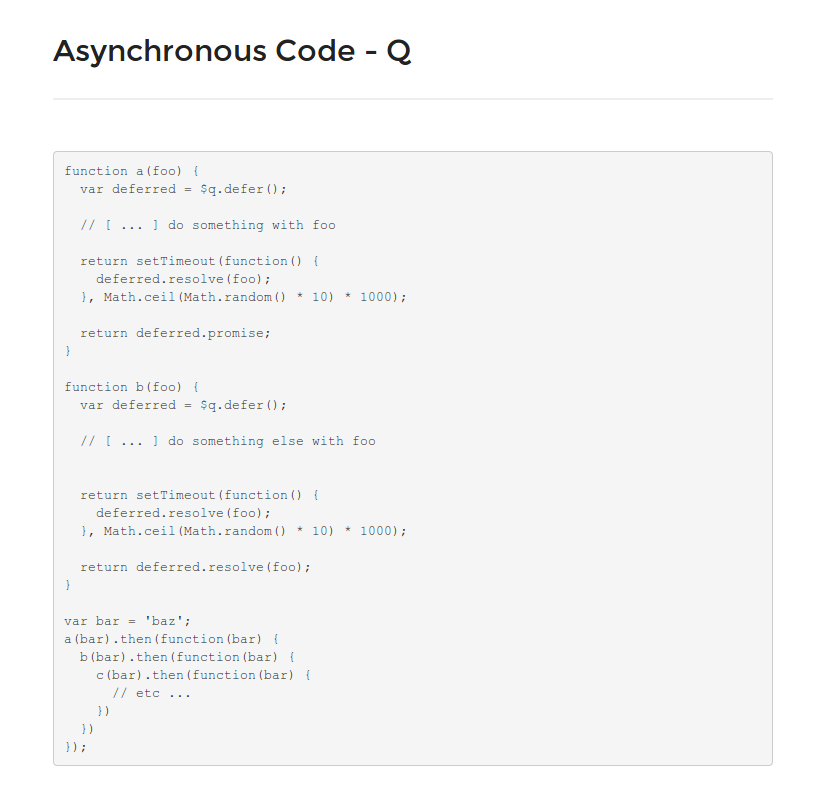 Asynchronous Code - Q
function a(foo) {
  var deferred = $q.defer();
  // [ ... ] do something with foo
  return setTimeout(function() {
    deferred.resolve(foo);
  }, Math.ceil(Math.random() * 10) * 1000);
  return deferred.promise;
}
function b(foo) {
  var deferred = $q.defer();
  // [ ... ] do something else with foo
  return setTimeout(function() {
    deferred.resolve(foo);
  }, Math.ceil(Math.random() * 10) * 1000);
  return deferred.resolve(foo);
}
var bar = 'baz';
a(bar).then(function(bar) {
  b(bar).then(function(bar) {
    c(bar).then(function(bar) {
      // etc ...
    })
  })
});